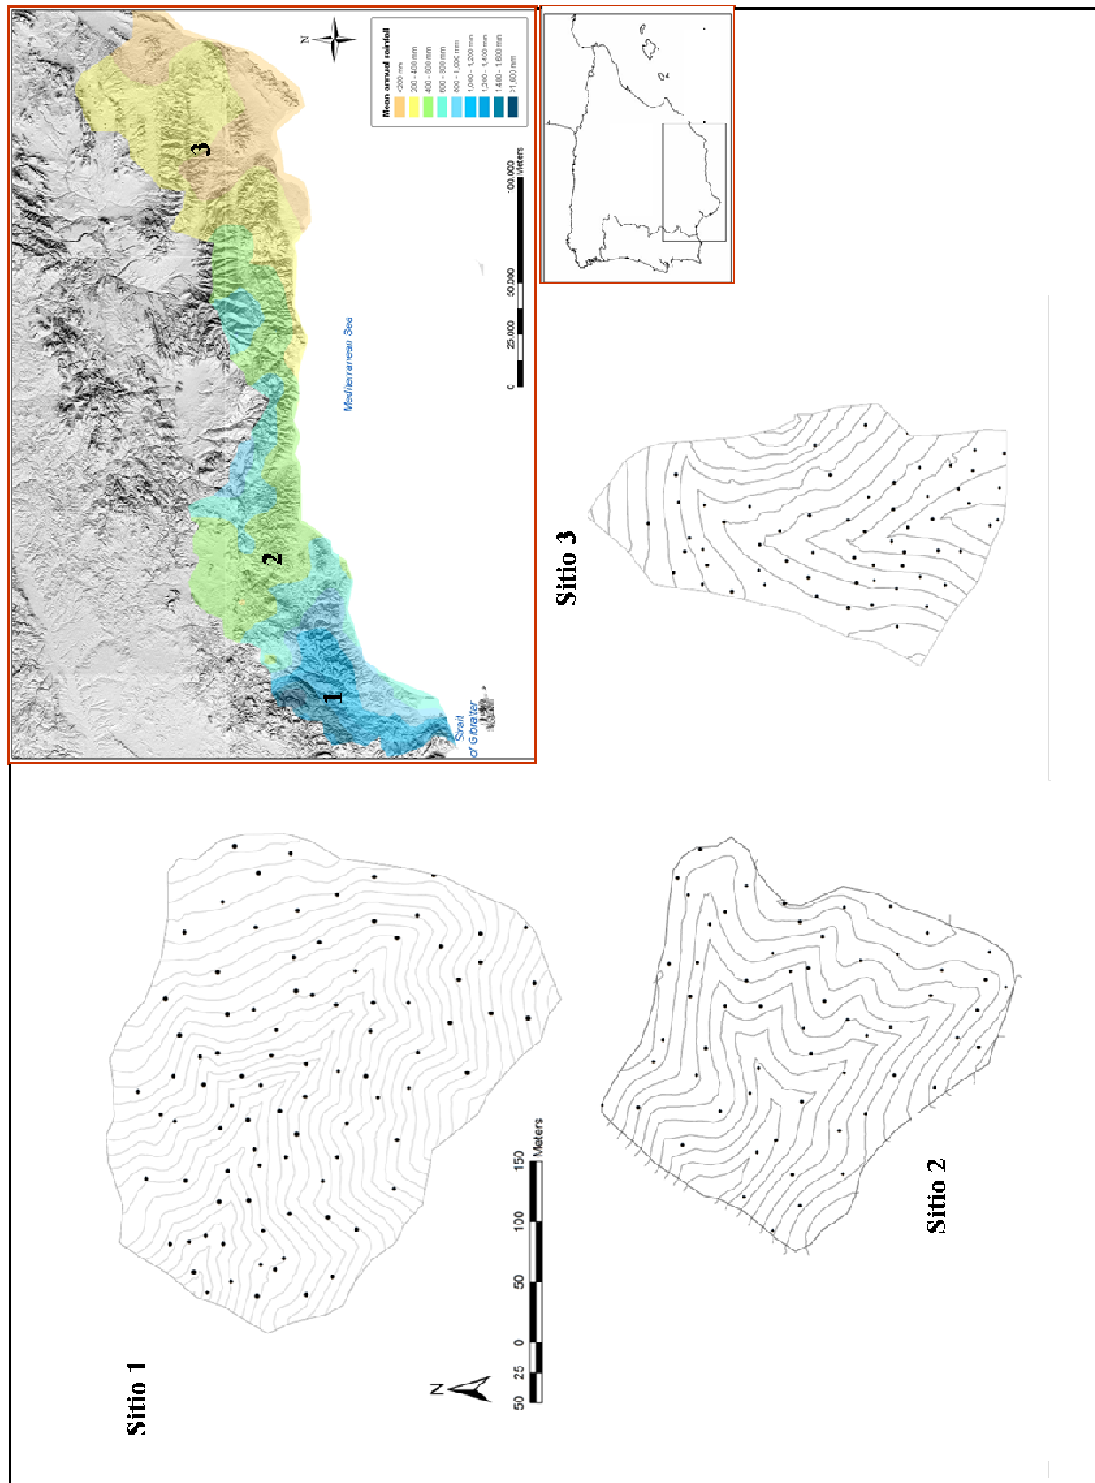 Sitio 1
N
50 25 0 50 100 150
Meters
Sitio 2
Sitio 3
1
2
3
Strait
of Gibraltar
Mediterranean Sea
0 25.000 50.000 100.000
Meters
N
Mean annual rainfall
<200 mm
200 - 400 mm
400 - 600 mm
600 - 800 mm
1,000 - 1,200 mm
1,200 - 1,400 mm
1,400 - 1,600 mm
>1,600 mm